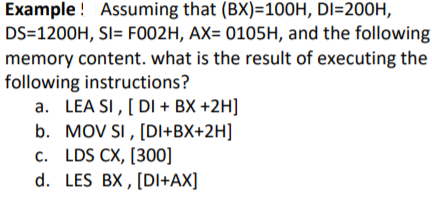 Example! Assuming that (BX)=100H, DI=200H,
DS=1200H, SI= F002H, AX= 0105H, and the following
memory content. what is the result of executing the
following instructions?
a. LEA SI , [ DI + BX +2H]
b. MOV SI , [DI+BX+2H]
c. LDS CX, [300]
d. LES BX , [DI+AX]